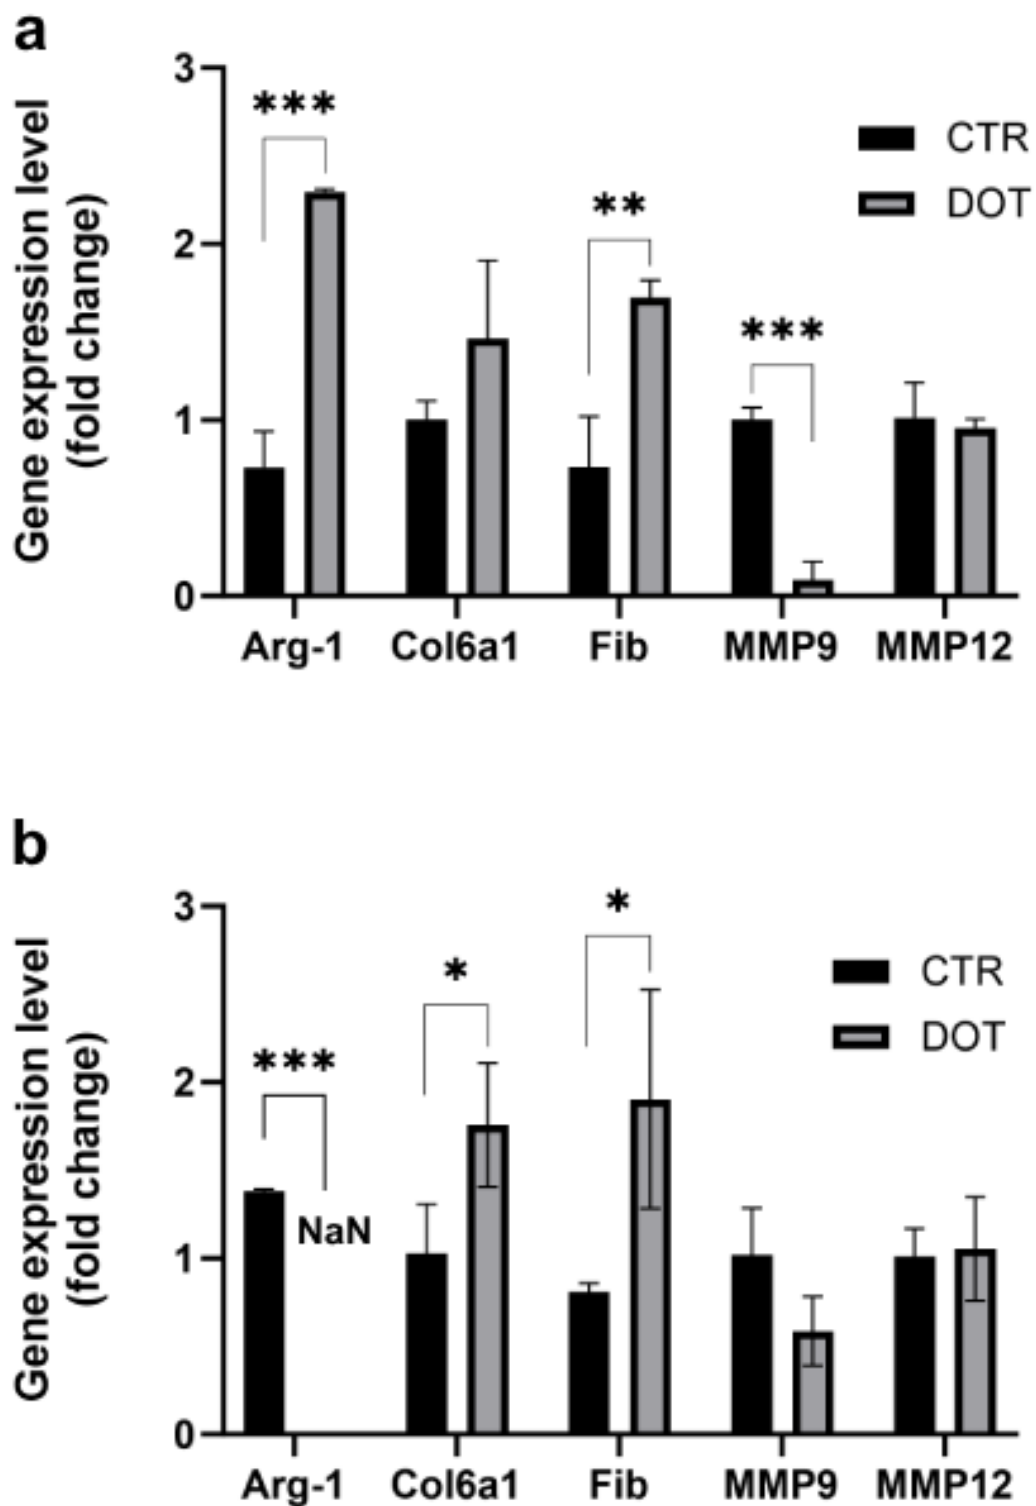 a
Gene expression level
(fold change)
3
2
1
0
***
**
***
CTR
DOT
Arg-1 Col6a1 Fib MMP9 MMP12
b
Gene expression level
(fold change)
3
2
1
0
***
*
*
NaN
CTR
DOT
Arg-1 Col6a1 Fib MMP9 MMP12